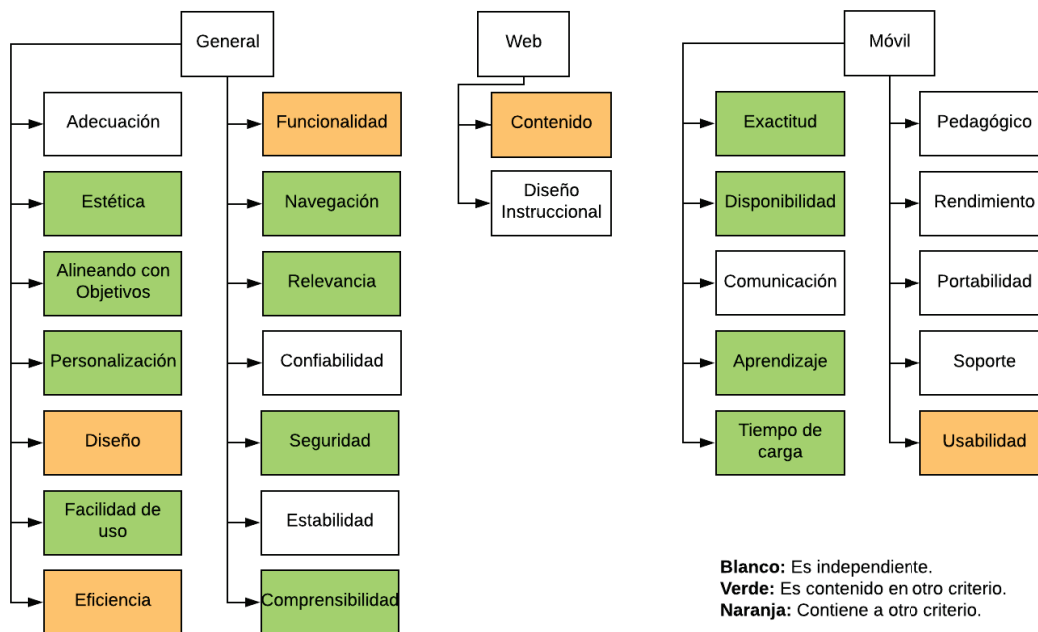 General
Adecuación
Estética
Alineando con
Objetivos
Personalización
Diseño
Facilidad de
uso
Eficiencia
Funcionalidad
Navegación
Relevancia
Confiabilidad
Seguridad
Estabilidad
Comprensibilidad
Web
Contenido
Diseño
Instruccional
Móvil
Exactitud
Disponibilidad
Comunicación
Aprendizaje
Tiempo de
carga
Pedagógico
Rendimiento
Portabilidad
Soporte
Usabilidad
Blanco: Es independiente.
Verde: Es contenido en otro criterio.
Naranja: Contiene a otro criterio.